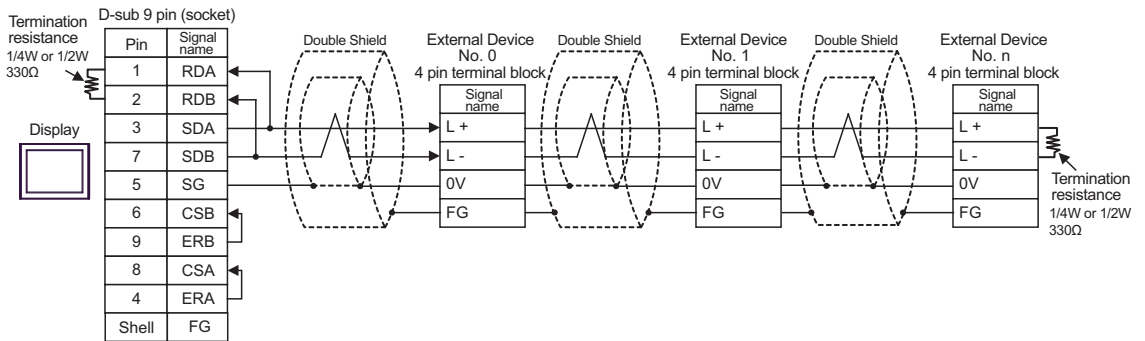 D-sub 9 pin (socket)
Termination
resistance
1/4W or 1/2W
330Ω
Display
Pin Signal name
1 RDA
2 RDB
3 SDA
7 SDB
5 SG
6 CSB
9 ERB
8 CSA
4 ERA
Shell FG
Double Shield
External Device
No. 0
4 pin terminal block
Signal
name
L +
L -
0V
FG
Double Shield
External Device
No. 1
4 pin terminal block
Signal
name
L +
L -
0V
FG
Double Shield
External Device
No. n
4 pin terminal block
Signal
name
L +
L -
0V
FG
Termination
resistance
1/4W or 1/2W
330Ω